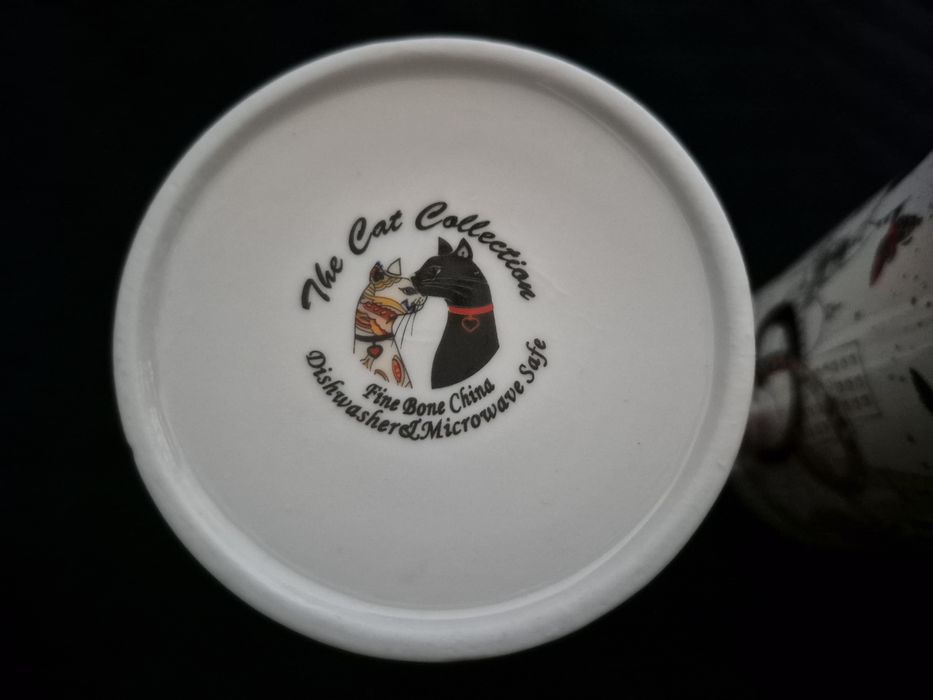 The Cat Collection
Fine Bone China
Dishwasher & Microwave Safe